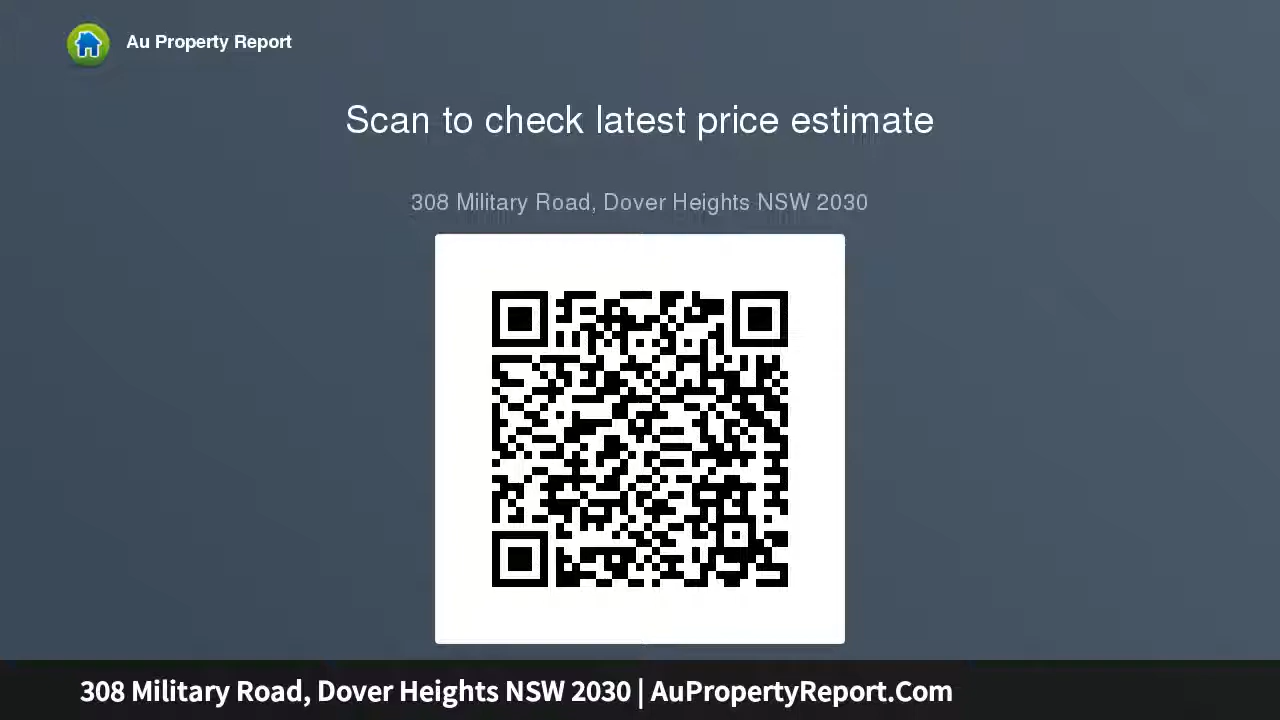 Au Property Report
Scan to check latest price estimate
308 Military Road, Dover Heights NSW 2030
308 Military Road, Dover Heights NSW 2030 | AuPropertyReport.Com